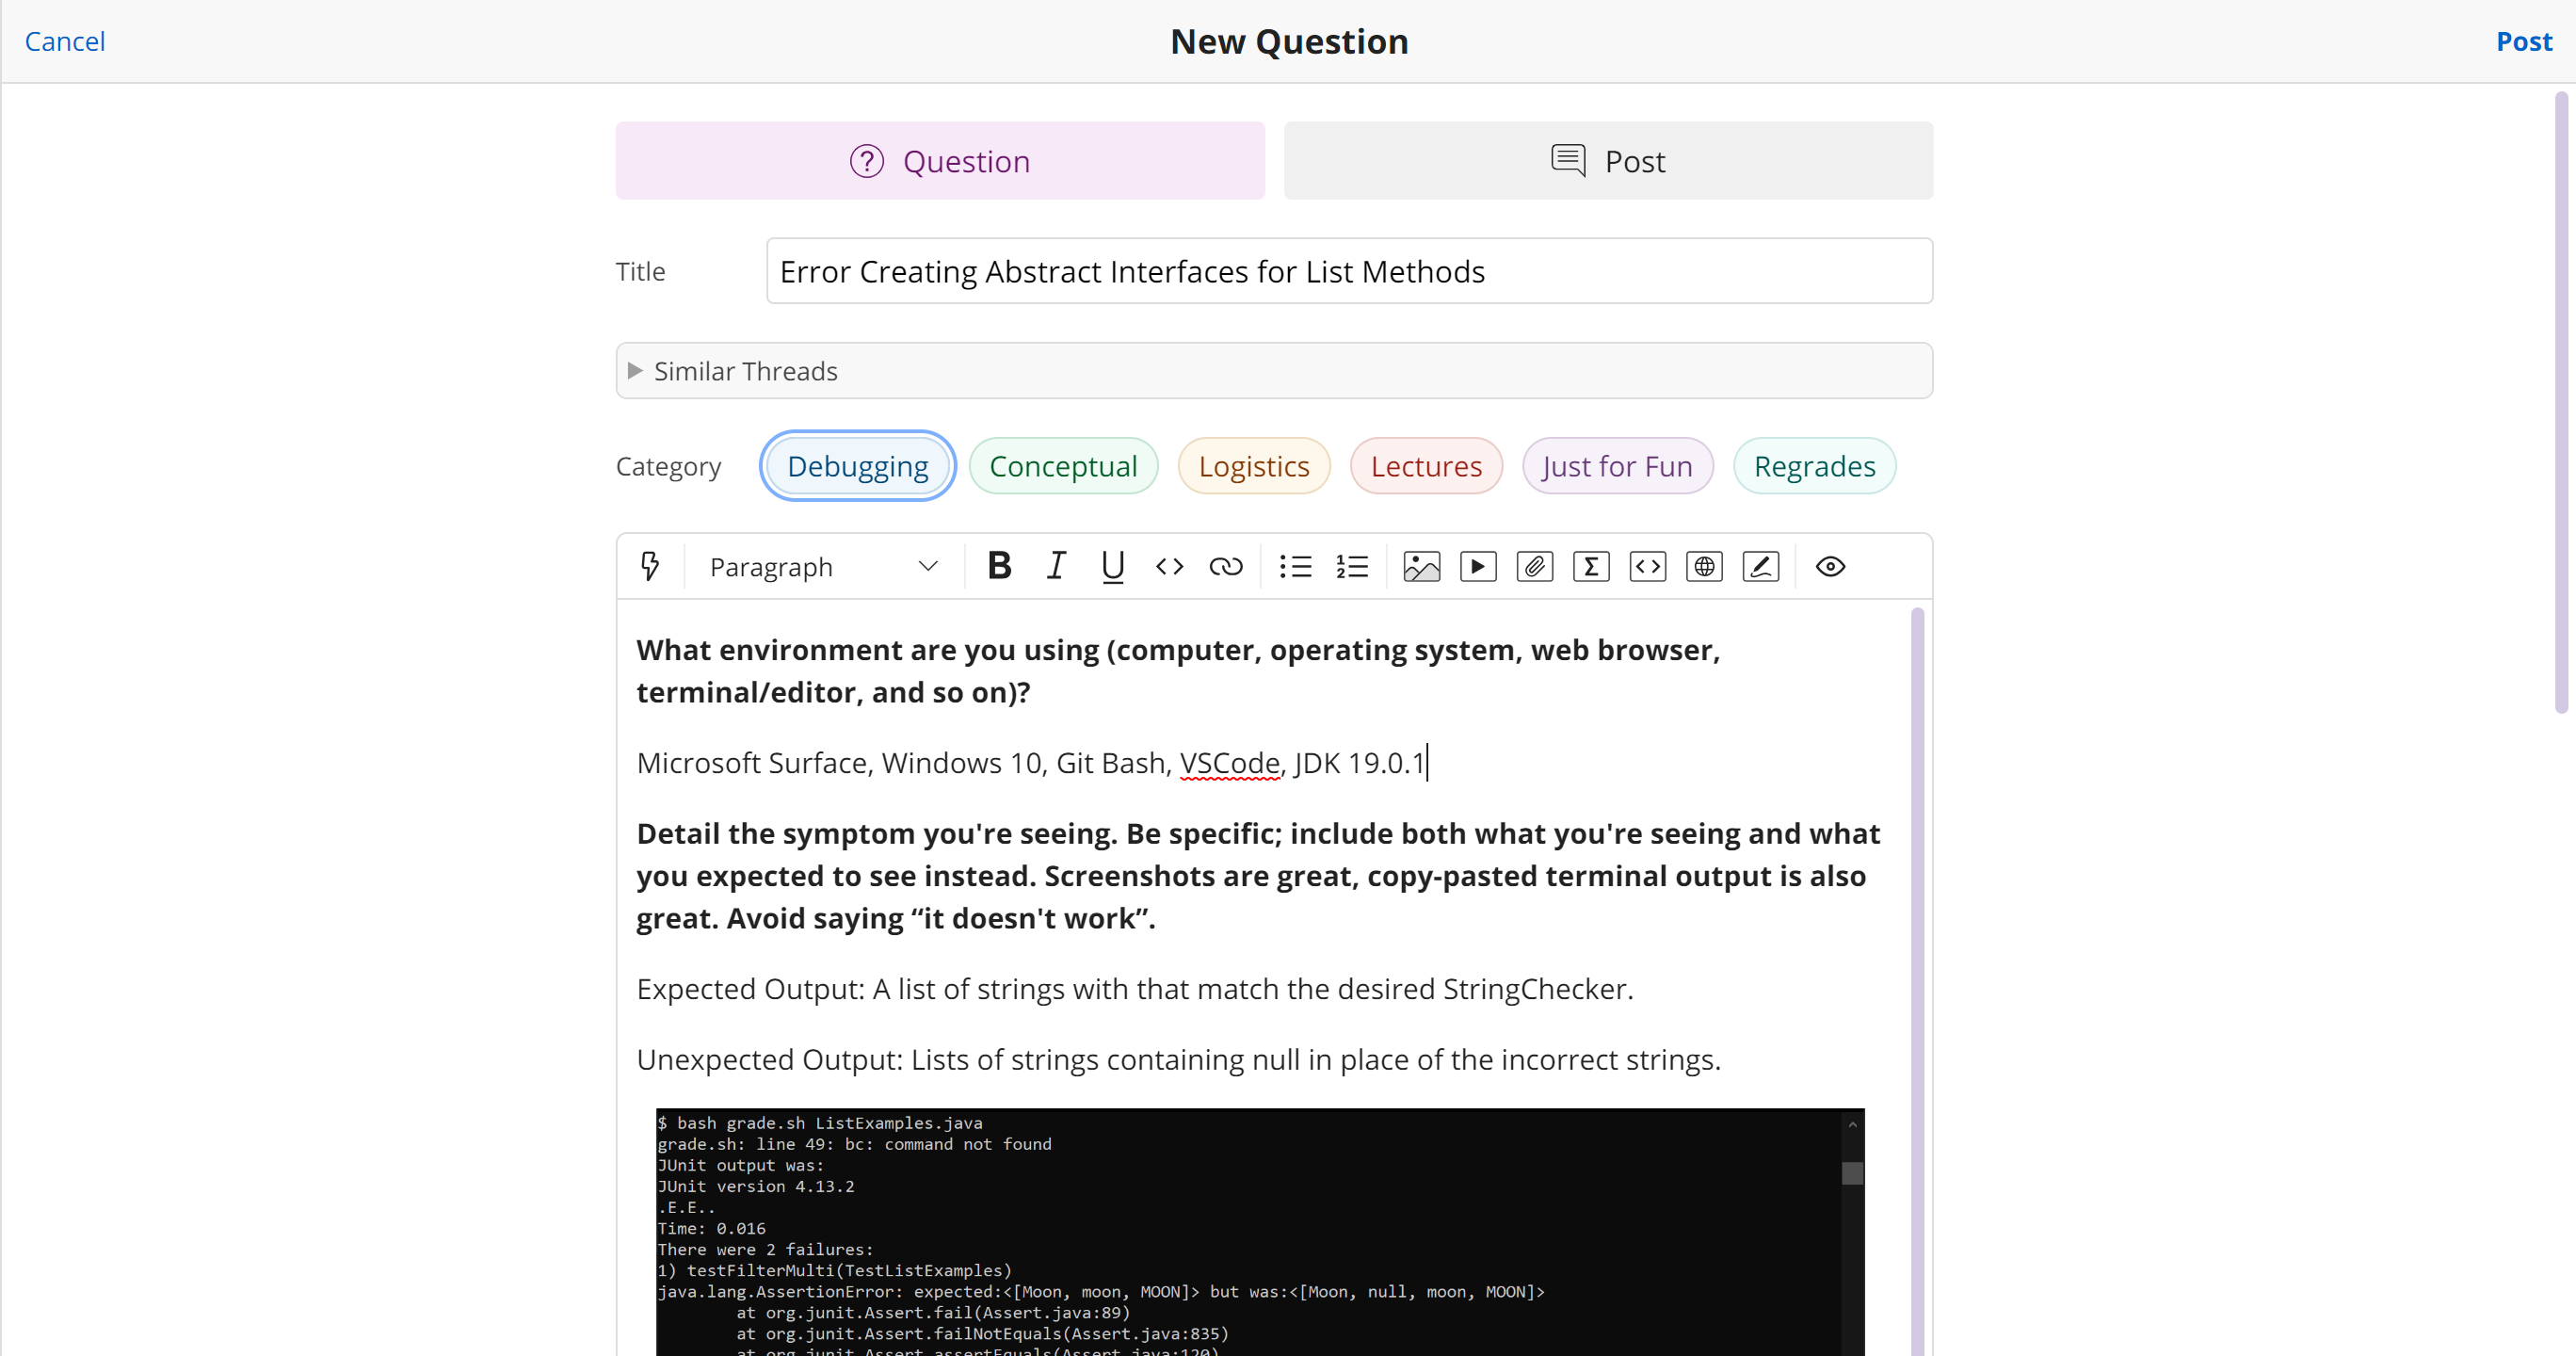 Cancel
New Question
Post
Question
Post
Title
Error Creating Abstract Interfaces for List Methods
Similar Threads
Category
Debugging
Conceptual
Logistics
Lectures
Just for Fun
Regrades
Paragraph
B I U
What environment are you using (computer, operating system, web browser,
terminal/editor, and so on)?
Microsoft Surface, Windows 10, Git Bash, VSCode, JDK 19.0.1
Detail the symptom you're seeing. Be specific; include both what you're seeing and what
you expected to see instead. Screenshots are great, copy-pasted terminal output is also
great. Avoid saying “it doesn't work”.
Expected Output: A list of strings with that match the desired StringChecker.
Unexpected Output: Lists of strings containing null in place of the incorrect strings.
$ bash grade.sh ListExamples.java
grade.sh: line 49: bc: command not found
JUnit output was:
JUnit version 4.13.2
.E.E..
Time: 0.016
There were 2 failures:
1) testFilterMulti(TestListExamples)
java.lang.AssertionError: expected:<[Moon, moon, MOON]> but was:<[Moon, null, moon, MOON]>
at org.junit.Assert.fail(Assert.java:89)
at org.junit.Assert.failNotEquals(Assert.java:835)
at org.junit.Assert.assertEquals(Assert.java:120)